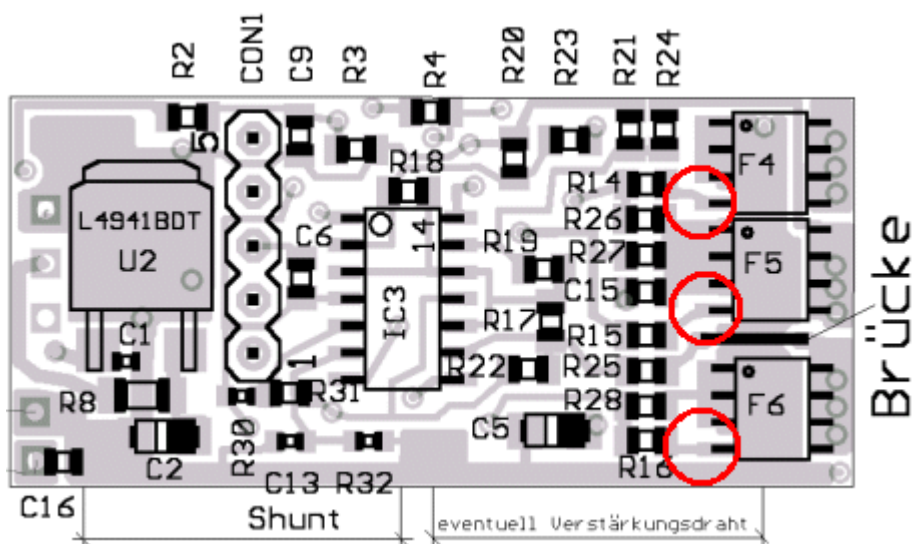 R2
CON1
C9
R3
R4
R20
R23
R21
R24
5
R18
R14
F4
L4941BDT
U2
14
R26
C6
R19
R27
F5
IC3
C15
R17
R15
Brücke
C1
1
R22
R25
R8
R31
R28
F6
R30
C5
C2
R16
C13
R32
C16
Shunt
eventuell Verstärkungsdraht